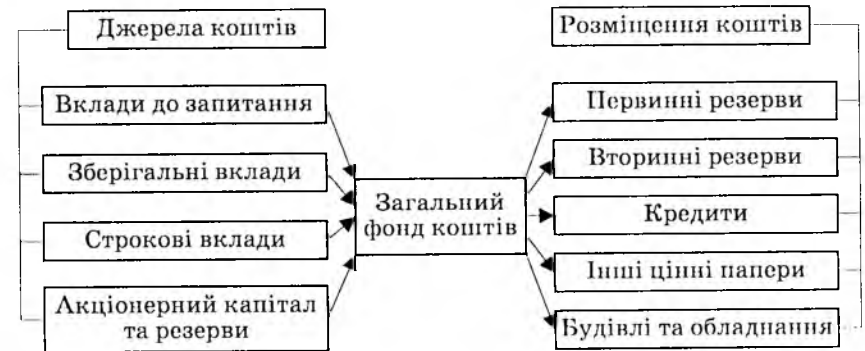 Джерела коштів
Вклади до запитання
Зберігальні вклади
Строкові вклади
Акціонерний капітал
та резерви
Загальний
фонд коштів
Розміщення коштів
Первинні резерви
Вторинні резерви
Кредити
Інші цінні папери
Будівлі та обладнання